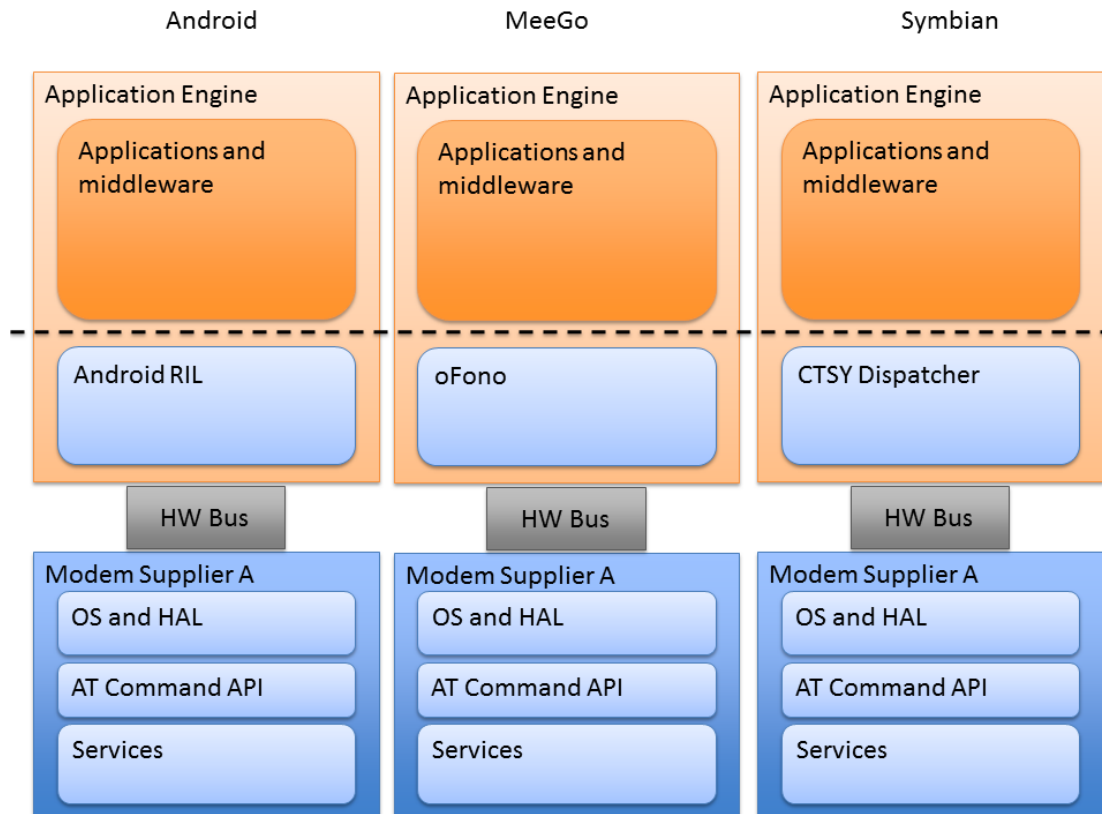 Android
MeeGo
Symbian
Application Engine
Applications and
middleware
Android RIL
HW Bus
Modem Supplier A
OS and HAL
AT Command API
Services
Application Engine
Applications and
middleware
oFono
HW Bus
Modem Supplier A
OS and HAL
AT Command API
Services
Application Engine
Applications and
middleware
CTSY Dispatcher
HW Bus
Modem Supplier A
OS and HAL
AT Command API
Services